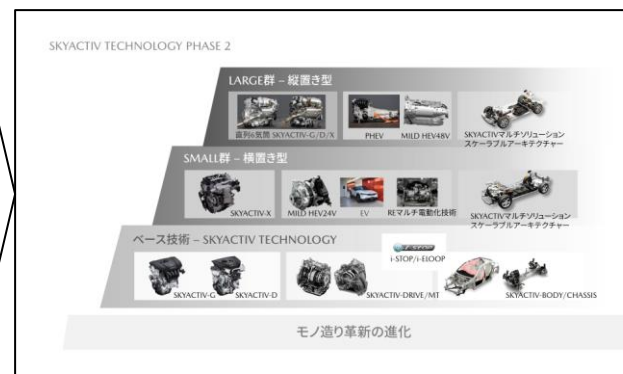 SKYACTIV TECHNOLOGY PHASE 2
LARGE群 – 縦置き型
直列6気筒 SKYACTIV-G/D/X
PHEV
MILD HEV48V
SKYACTIVマルチソリューション
スケーラブルアーキテクチャー
SMALL群 – 横置き型
SKYACTIV-X
MILD HEV24V
EV
REマルチ電動化技術
SKYACTIVマルチソリューション
スケーラブルアーキテクチャー
ベース技術 – SKYACTIV TECHNOLOGY
i-STOP
i-STOP/i-ELOOP
SKYACTIV-G
SKYACTIV-D
SKYACTIV-DRIVE/MT
SKYACTIV-BODY/CHASSIS
モノ造り革新の進化